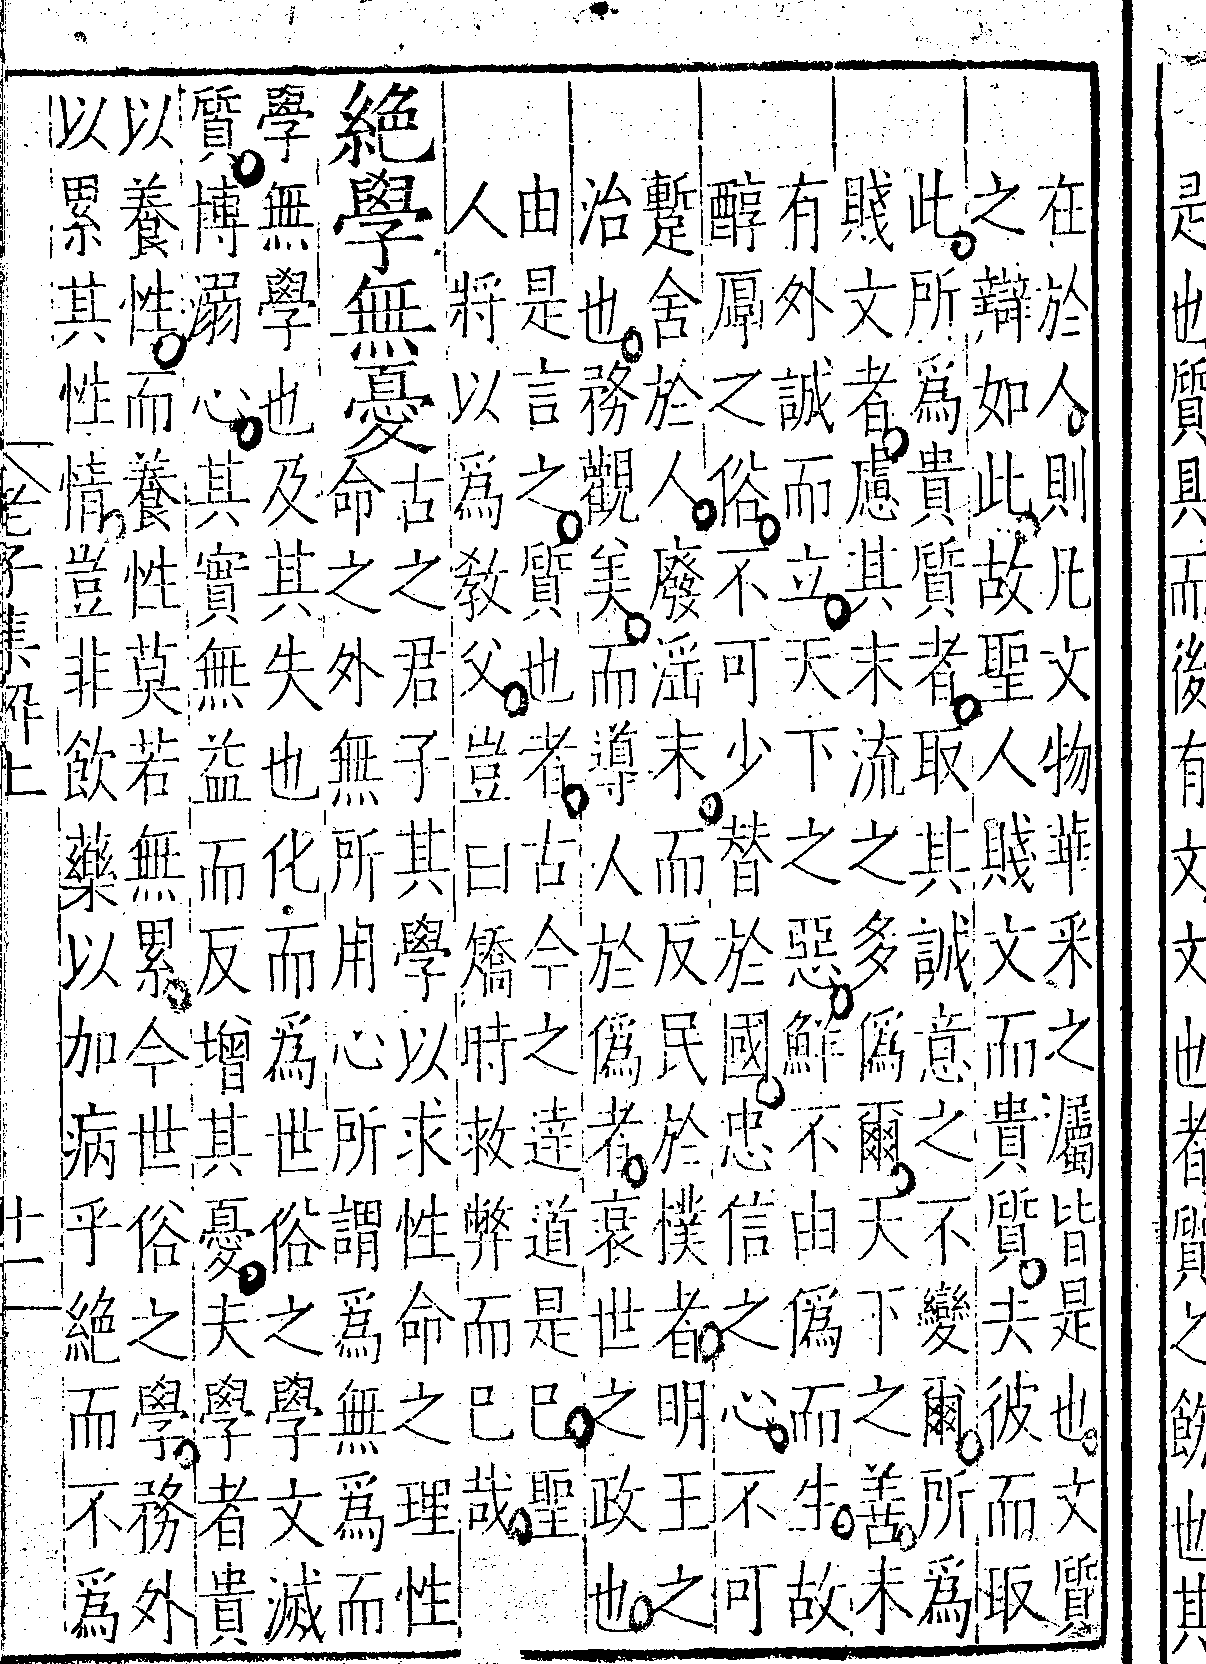 是也質具而後有文文也者質之飾也其
在於人則凡文物華釆之屬皆是也文質
之辯如此故聖人賤文而貴質夫彼而取
此所爲貴質者取其誠意之不變爾所爲
賤文者慮其末流之多僞爾天下之善未
有外誠而立天下之惡鮮不由僞而生故
醇厚之俗不可少替於國忠信之心不可
蹔舍於人廢滛末而反民於樸者明王之
治也務觀美而導人於僞者衰世之政也
由是言之質也者古今之達道是已聖
人將以爲教父豈曰矯時救弊而已哉
絶學無憂
古之君子其學以求性命之理性
命之外無所用心所謂爲無爲而
學無學也及其失也化而爲世俗之學文滅
質博溺心其實無益而反增其憂夫學者貴
以養性而養性莫若無累今世俗之學務外
以累其性情豈非飲藥以加病乎絶而不爲
老子集解上
十一